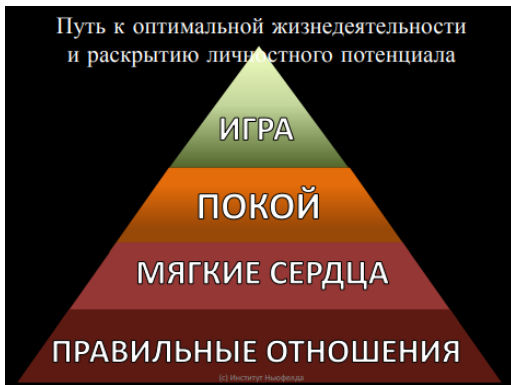 Путь к оптимальной жизнедеятельности
и раскрытию личностного потенциала
ИГРА
ПОКОЙ
МЯГКИЕ СЕРДЦА
ПРАВИЛЬНЫЕ ОТНОШЕНИЯ
(c) Институт Ньюфелда